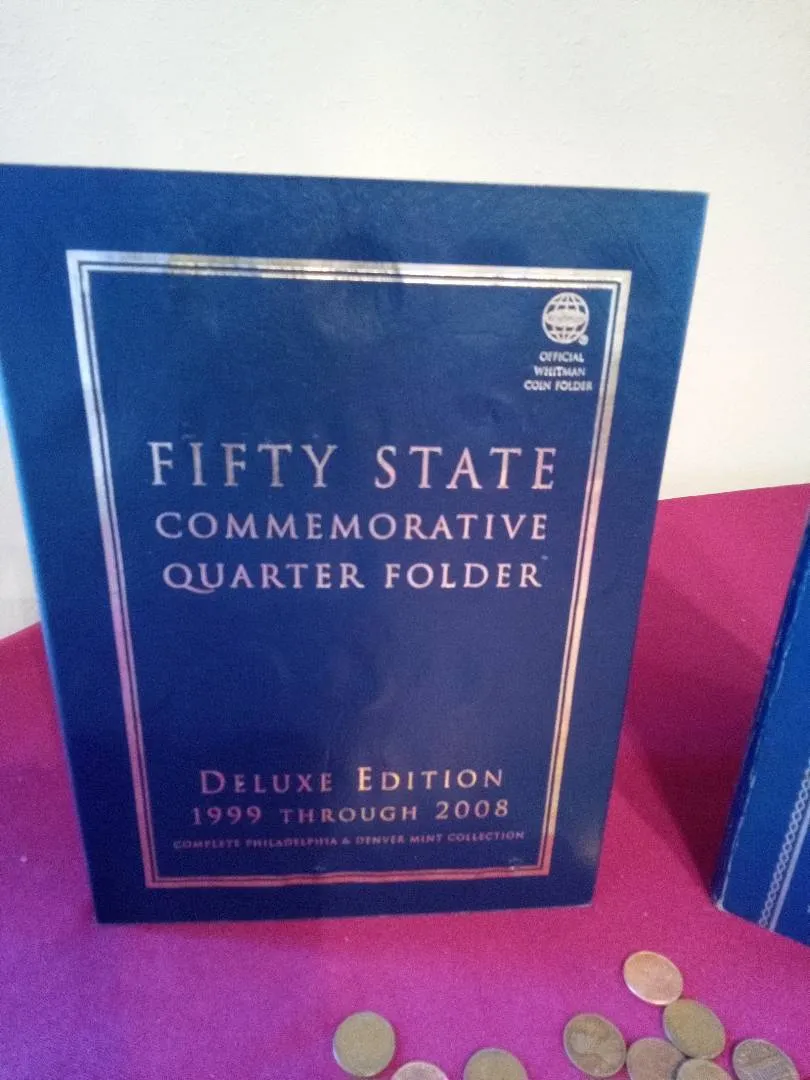 OFFICIAL
WHITMAN
COIN FOLDER
FIFTY STATE
COMMEMORATIVE
QUARTER FOLDER
DELUXE EDITION
1999 THROUGH 2008
COMPLETE PHILADELPHIA & DENVER MINT COLLECTION